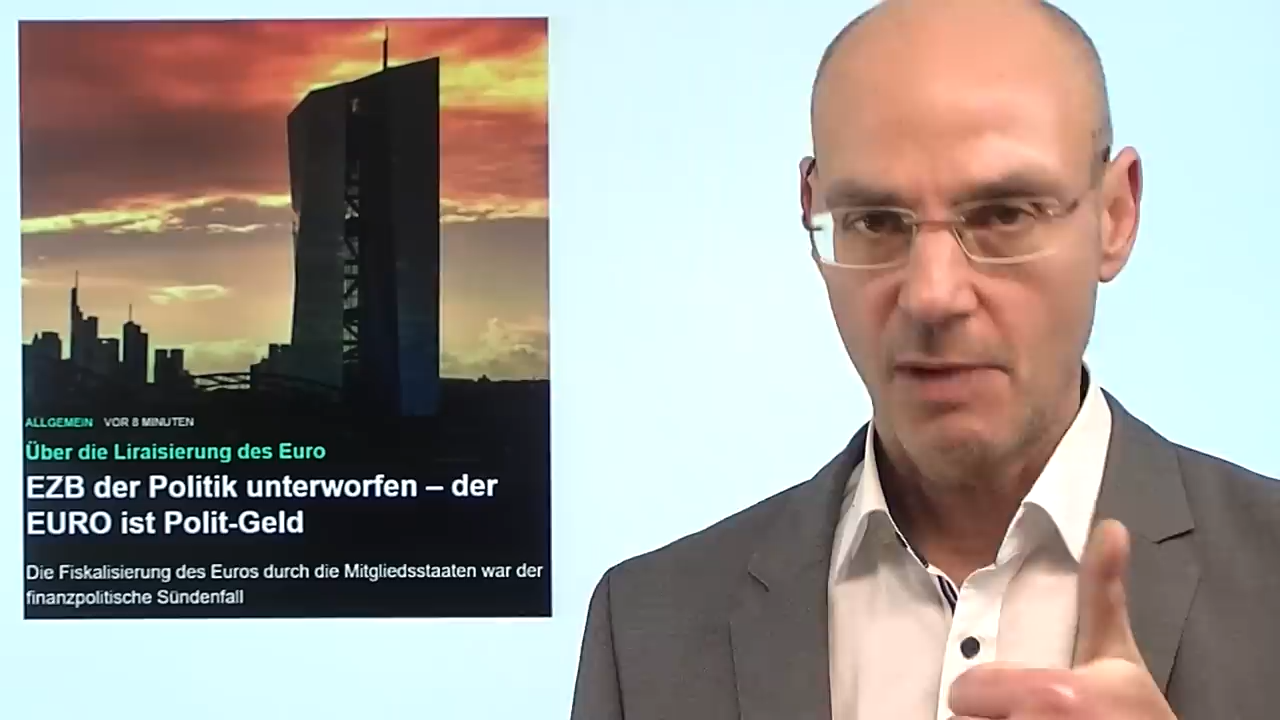 ALLGEMEIN VOR 8 MINUTEN
Über die Liraisierung des Euro
EZB der Politik unterworfen – der
EURO ist Polit-Geld
Die Fiskalisierung des Euros durch die Mitgliedsstaaten war der
finanzpolitische Sündenfall